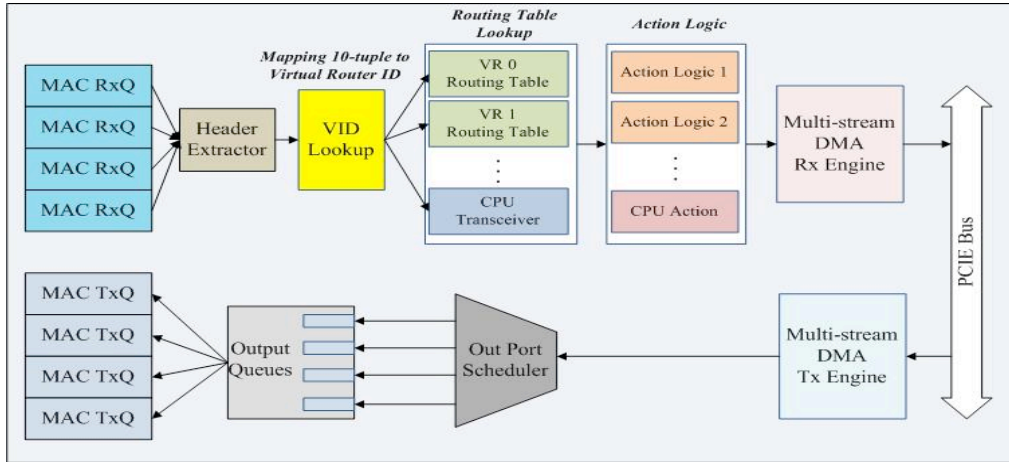 Routing Table
Lookup
Action Logic
Mapping 10-tuple to
Virtual Router ID
MAC RxQ
MAC RxQ
MAC RxQ
MAC RxQ
Header
Extractor
VID
Lookup
VR 0
Routing Table
VR 1
Routing Table
CPU
Transceiver
Action Logic 1
Action Logic 2
CPU Action
Multi-stream
DMA
Rx Engine
PCIE Bus
MAC TxQ
MAC TxQ
MAC TxQ
MAC TxQ
Output
Queues
Out Port
Scheduler
Multi-stream
DMA
Tx Engine